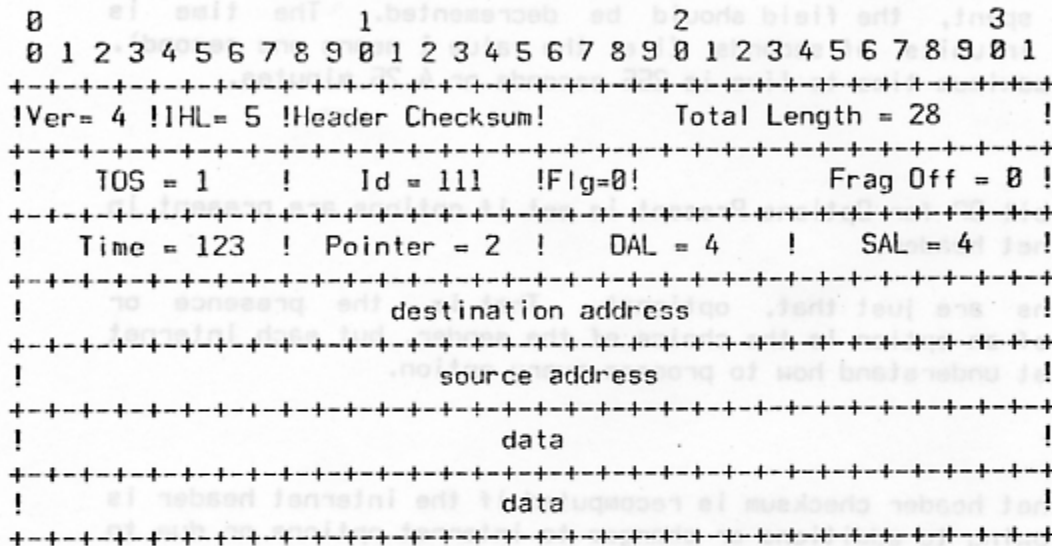 0 1 2 3
0 1 2 3 4 5 6 7 8 9 0 1 2 3 4 5 6 7 8 9 0 1 2 3 4 5 6 7 8 9 0 1
+-+-+-+-+-+-+-+-+-+-+-+-+-+-+-+-+-+-+-+-+-+-+-+-+-+-+-+-+-+-+-+-+
!Ver= 4 !IHL= 5 !Header Checksum! Total Length = 28 !
+-+-+-+-+-+-+-+-+-+-+-+-+-+-+-+-+-+-+-+-+-+-+-+-+-+-+-+-+-+-+-+-+
! TOS = 1 ! Id = 111 !Flg=0! Frag Off = 0 !
+-+-+-+-+-+-+-+-+-+-+-+-+-+-+-+-+-+-+-+-+-+-+-+-+-+-+-+-+-+-+-+-+
! Time = 123 ! Pointer = 2 ! DAL = 4 ! SAL = 4 !
+-+-+-+-+-+-+-+-+-+-+-+-+-+-+-+-+-+-+-+-+-+-+-+-+-+-+-+-+-+-+-+-+
! destination address !
+-+-+-+-+-+-+-+-+-+-+-+-+-+-+-+-+-+-+-+-+-+-+-+-+-+-+-+-+-+-+-+-+
! source address !
+-+-+-+-+-+-+-+-+-+-+-+-+-+-+-+-+-+-+-+-+-+-+-+-+-+-+-+-+-+-+-+-+
! data !
+-+-+-+-+-+-+-+-+-+-+-+-+-+-+-+-+-+-+-+-+-+-+-+-+-+-+-+-+-+-+-+-+
! data !
+-+-+-+-+-+-+-+-+-+-+-+-+-+-+-+-+-+-+-+-+-+-+-+-+-+-+-+-+-+-+-+-+